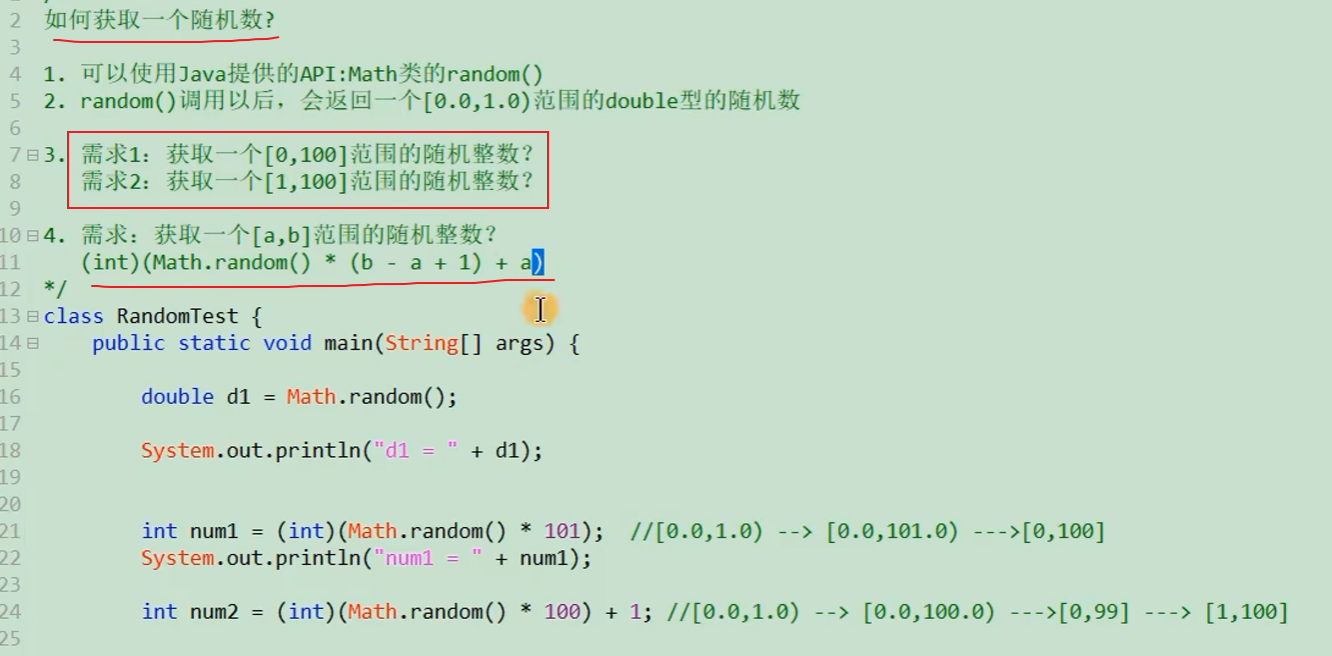 2 如何获取一个随机数?
3
4 1. 可以使用Java提供的API:Math类的random()
5 2. random()调用以后，会返回一个[0.0,1.0)范围的double型的随机数
6
7 3. 需求1：获取一个[0,100]范围的随机整数?
8 需求2：获取一个[1,100]范围的随机整数?
9
10 4. 需求：获取一个[a,b]范围的随机整数?
11 (int)(Math.random() * (b - a + 1) + a)
12 */
13 class RandomTest {
14 public static void main(String[] args) {
15
16 double d1 = Math.random();
17
18 System.out.println("d1 = " + d1);
19
20
21 int num1 = (int)(Math.random() * 101); //[0.0,1.0) --> [0.0,101.0) --->[0,100]
22 System.out.println("num1 = " + num1);
23
24 int num2 = (int)(Math.random() * 100) + 1; //[0.0,1.0) --> [0.0,100.0) --->[0,99] ---> [1,100]
25